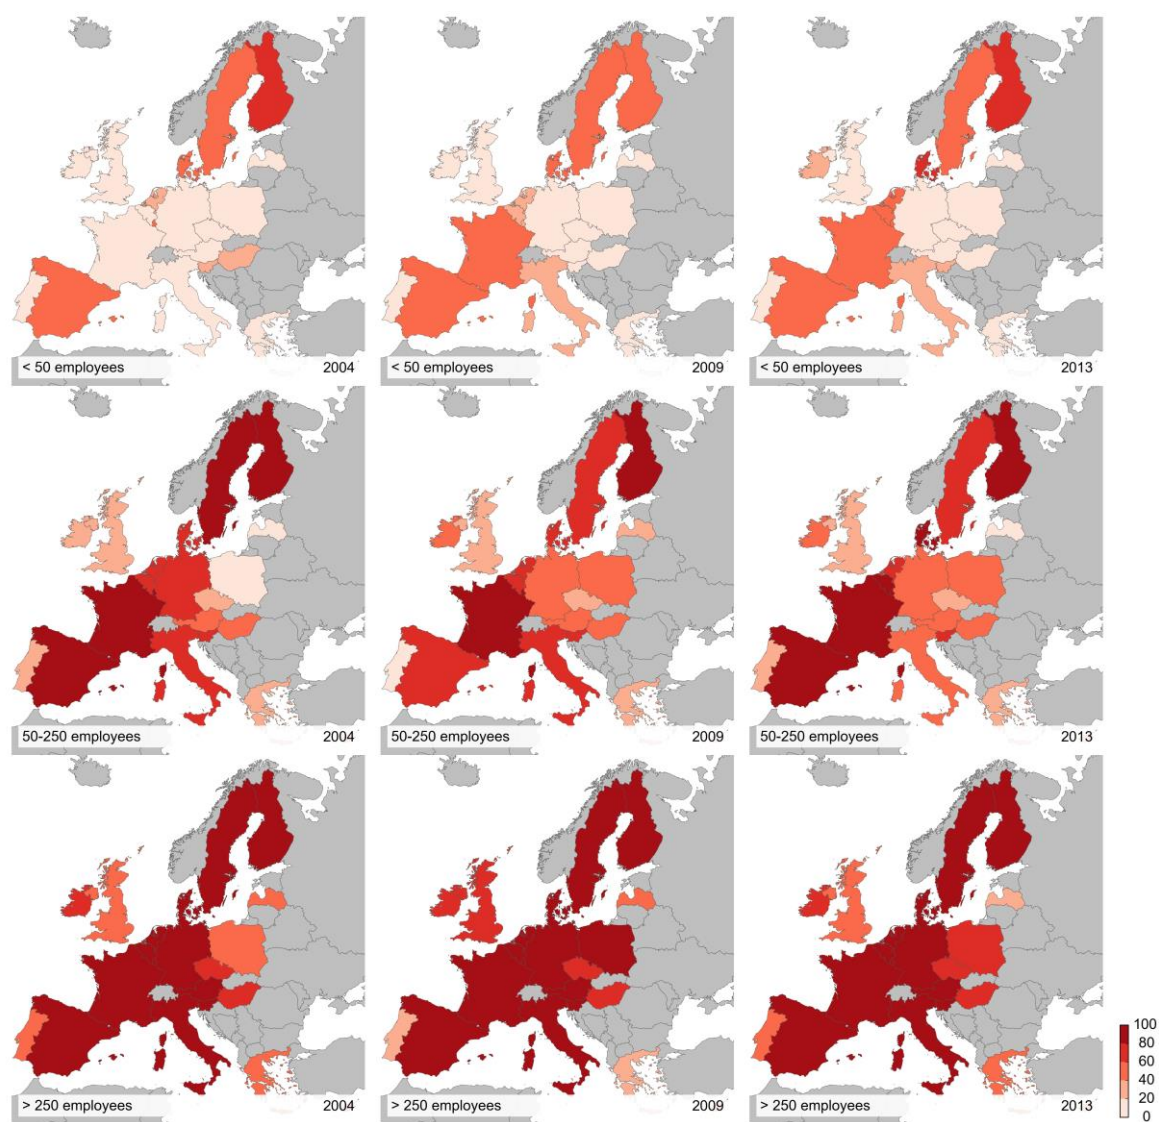 < 50 employees 2004
< 50 employees 2009
< 50 employees 2013
50-250 employees 2004
50-250 employees 2009
50-250 employees 2013
> 250 employees 2004
> 250 employees 2009
> 250 employees 2013
100
80
60
40
20
0